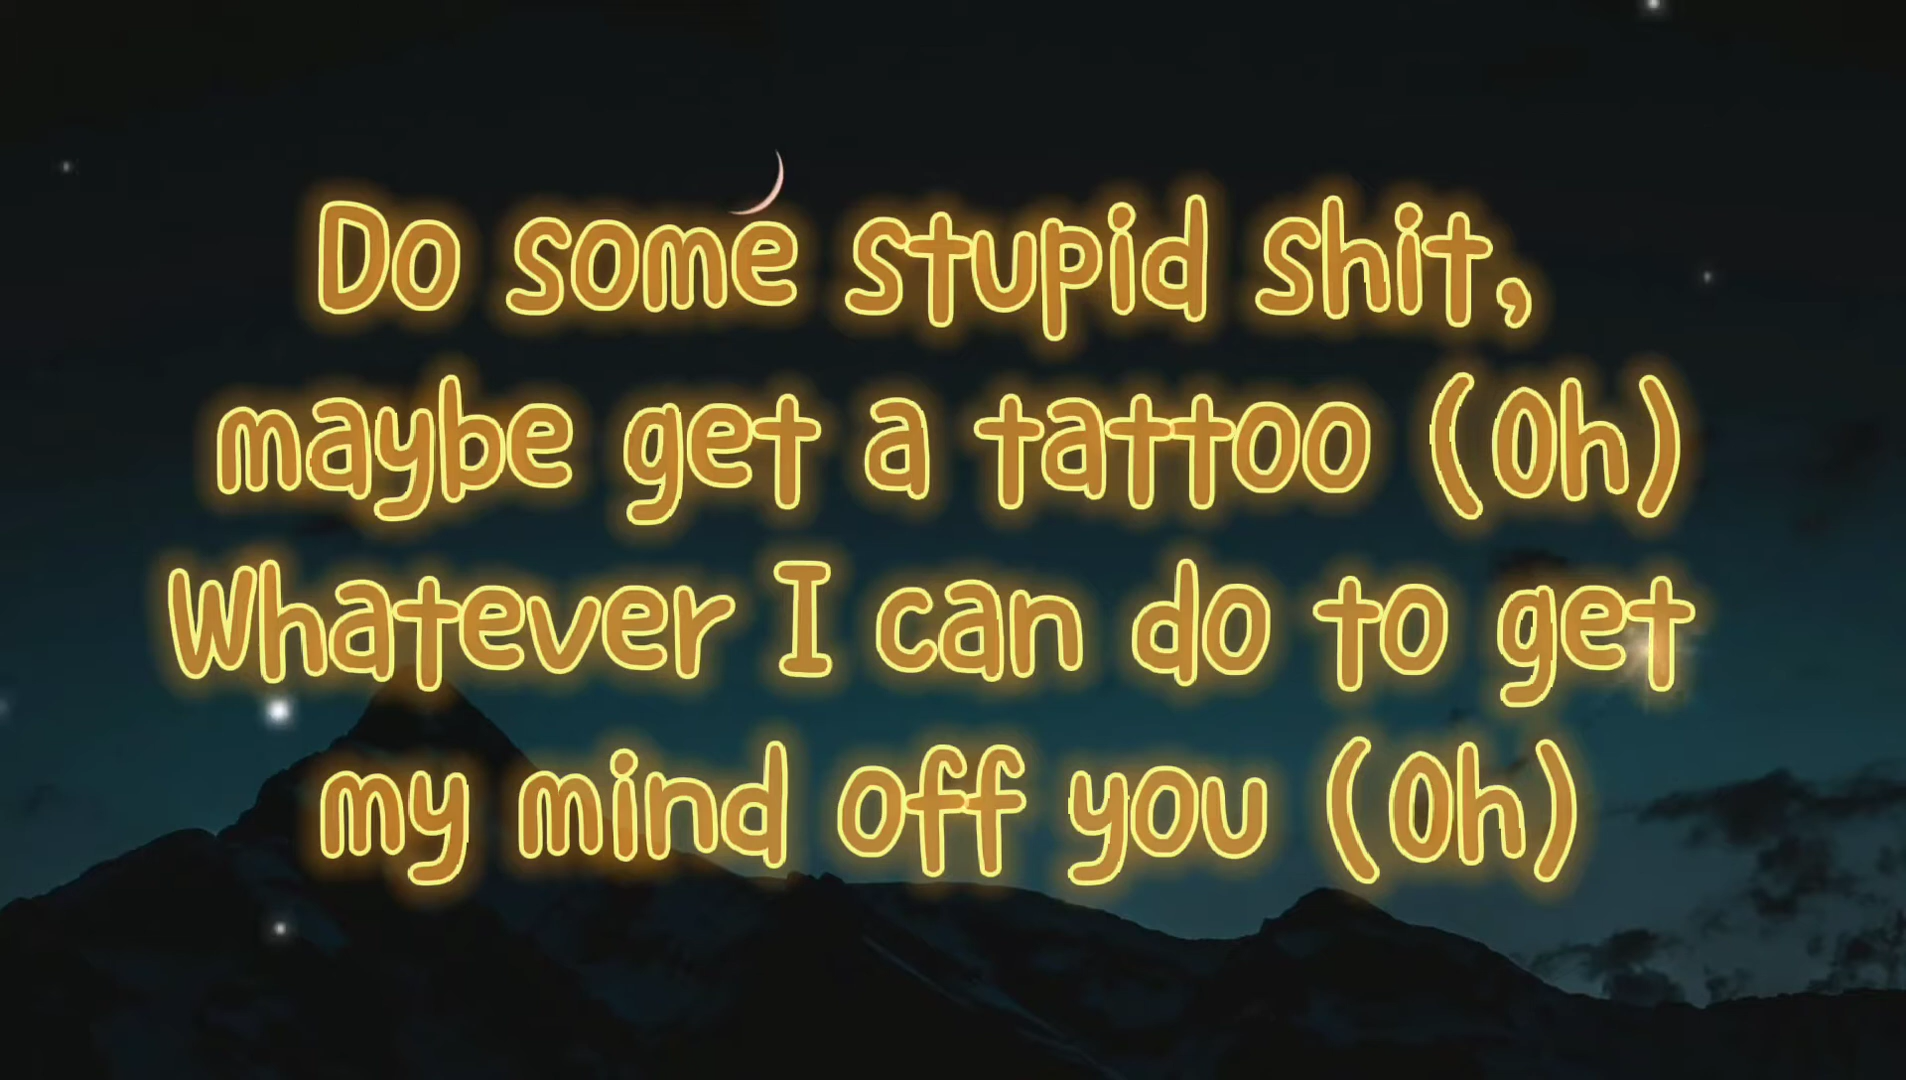 Do some stupid shit,
maybe get a tattoo (Oh)
Whatever I can do to get
my mind off you (Oh)